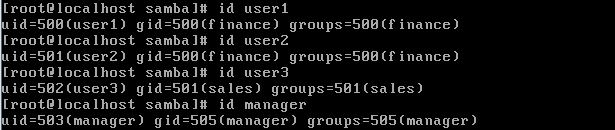 [root@localhost samba]# id user1
uid=500(user1) gid=500(finance) groups=500(finance)
[root@localhost samba]# id user2
uid=501(user2) gid=500(finance) groups=500(finance)
[root@localhost samba]# id user3
uid=502(user3) gid=501(sales) groups=501(sales)
[root@localhost samba]# id manager
uid=503(manager) gid=505(manager) groups=505(manager)